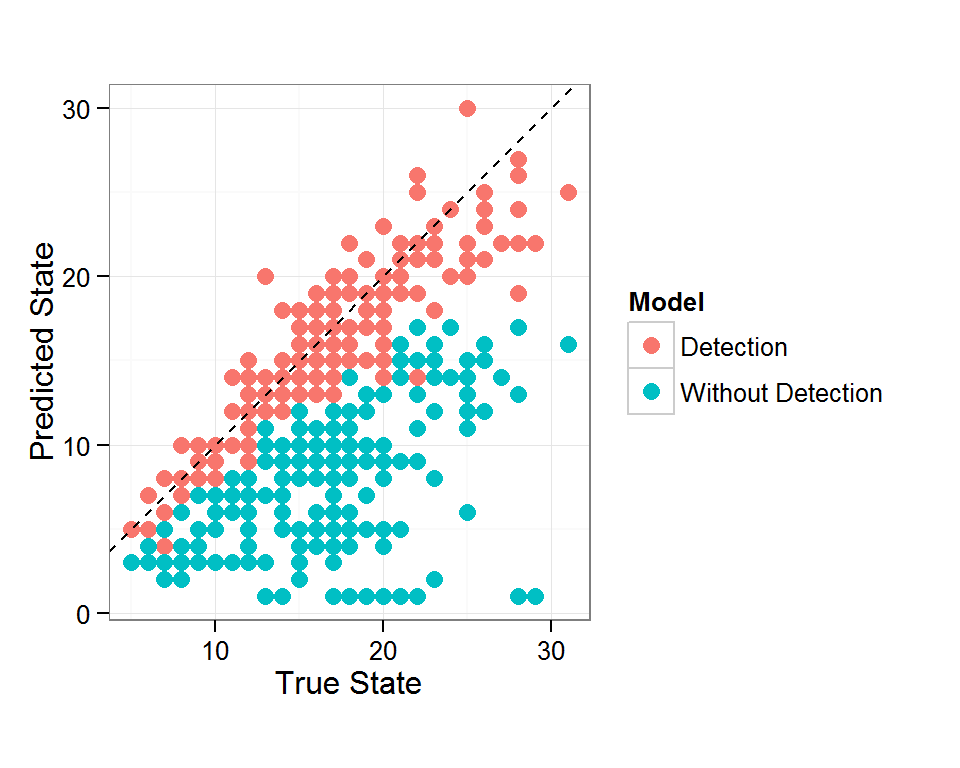 30
20
10
0
Predicted State
10 20 30
True State
Model
Detection
Without Detection